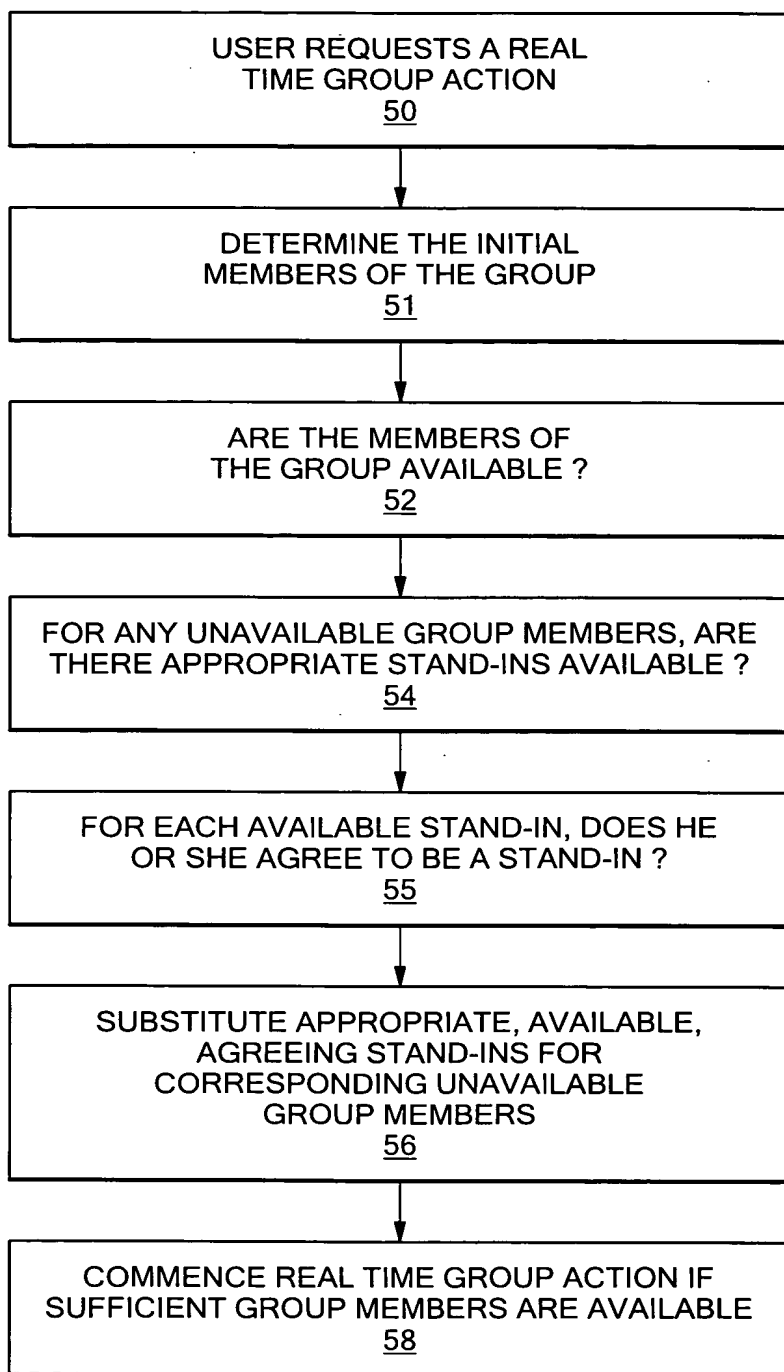 USER REQUESTS A REAL
TIME GROUP ACTION
50
DETERMINE THE INITIAL
MEMBERS OF THE GROUP
51
ARE THE MEMBERS OF
THE GROUP AVAILABLE ?
52
FOR ANY UNAVAILABLE GROUP MEMBERS, ARE
THERE APPROPRIATE STAND-INS AVAILABLE ?
54
FOR EACH AVAILABLE STAND-IN, DOES HE
OR SHE AGREE TO BE A STAND-IN ?
55
SUBSTITUTE APPROPRIATE, AVAILABLE,
AGREEING STAND-INS FOR
CORRESPONDING UNAVAILABLE
GROUP MEMBERS
56
COMMENCE REAL TIME GROUP ACTION IF
SUFFICIENT GROUP MEMBERS ARE AVAILABLE
58